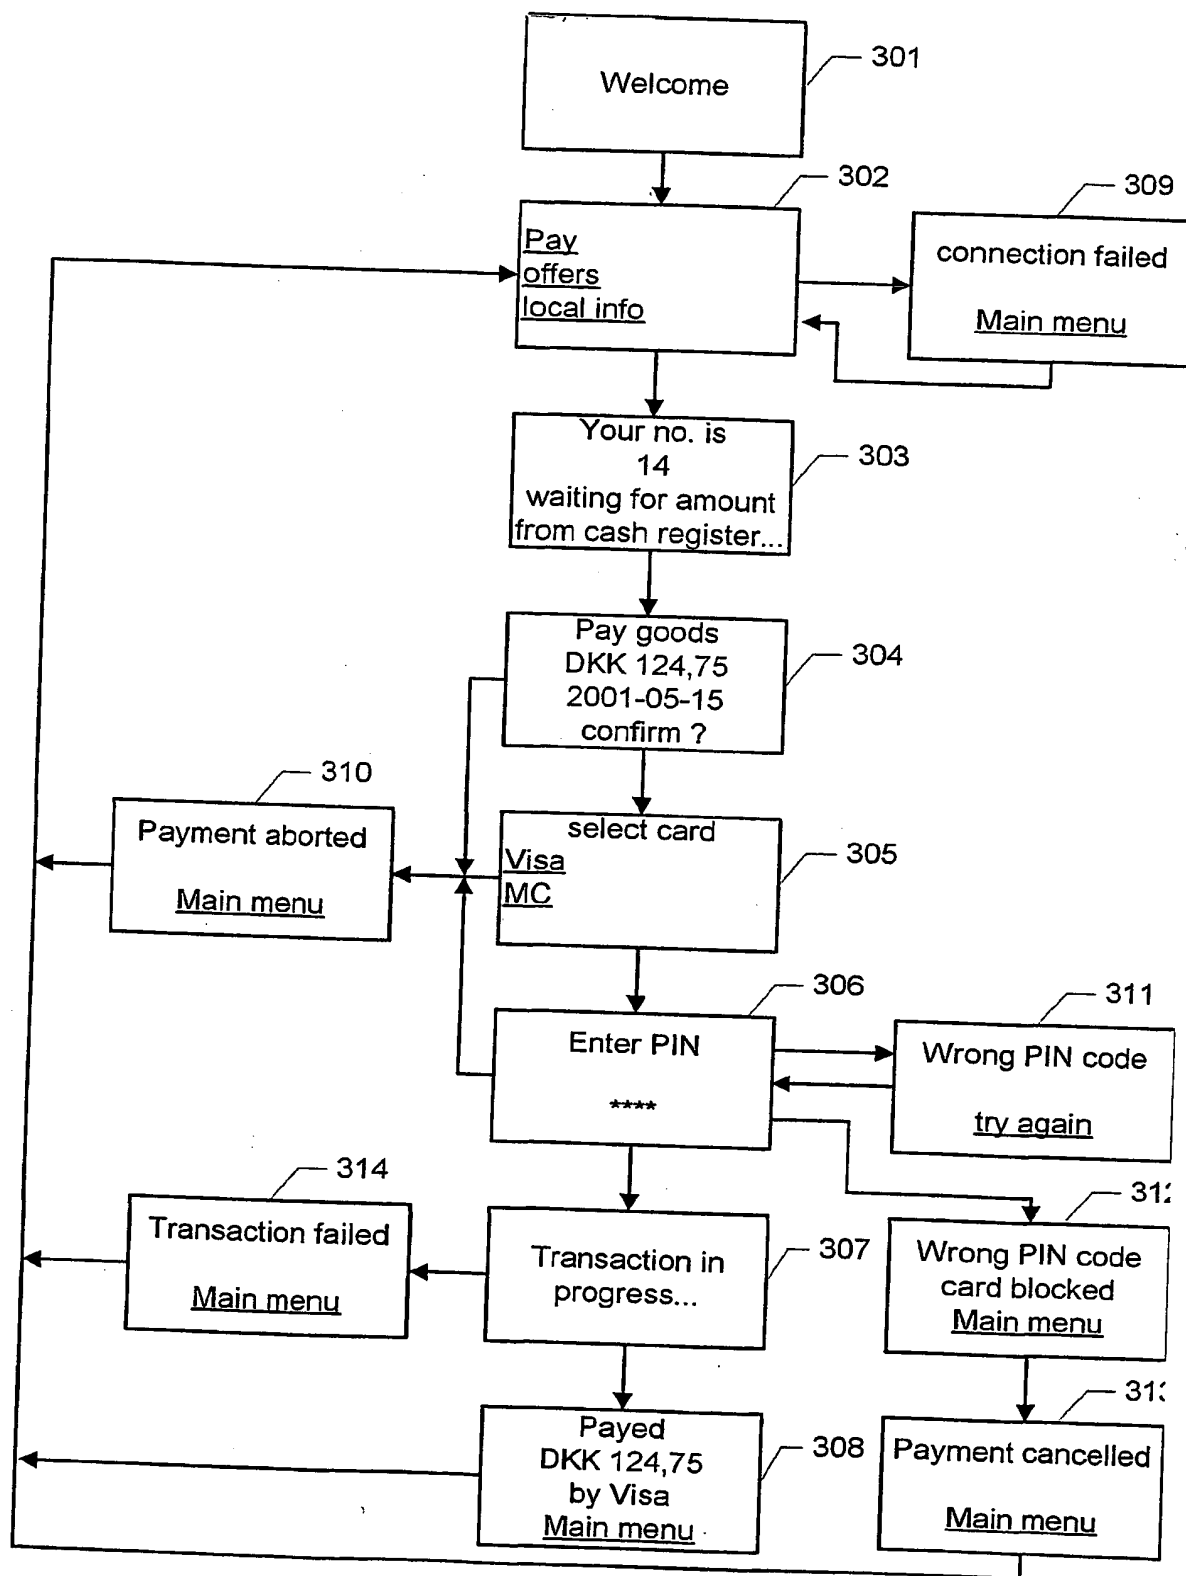 Welcome
301
302
Pay
offers
local info
309
connection failed
Main menu
Your no. is
14
waiting for amount
from cash register...
303
Pay goods
DKK 124,75
2001-05-15
confirm ?
304
310
Payment aborted
Main menu
select card
Visa
MC
305
306
Enter PIN
****
311
Wrong PIN code
try again
314
Transaction failed
Main menu
Transaction in
progress...
307
312
Wrong PIN code
card blocked
Main menu
Payed
DKK 124,75
by Visa
Main menu
308
313
Payment cancelled
Main menu